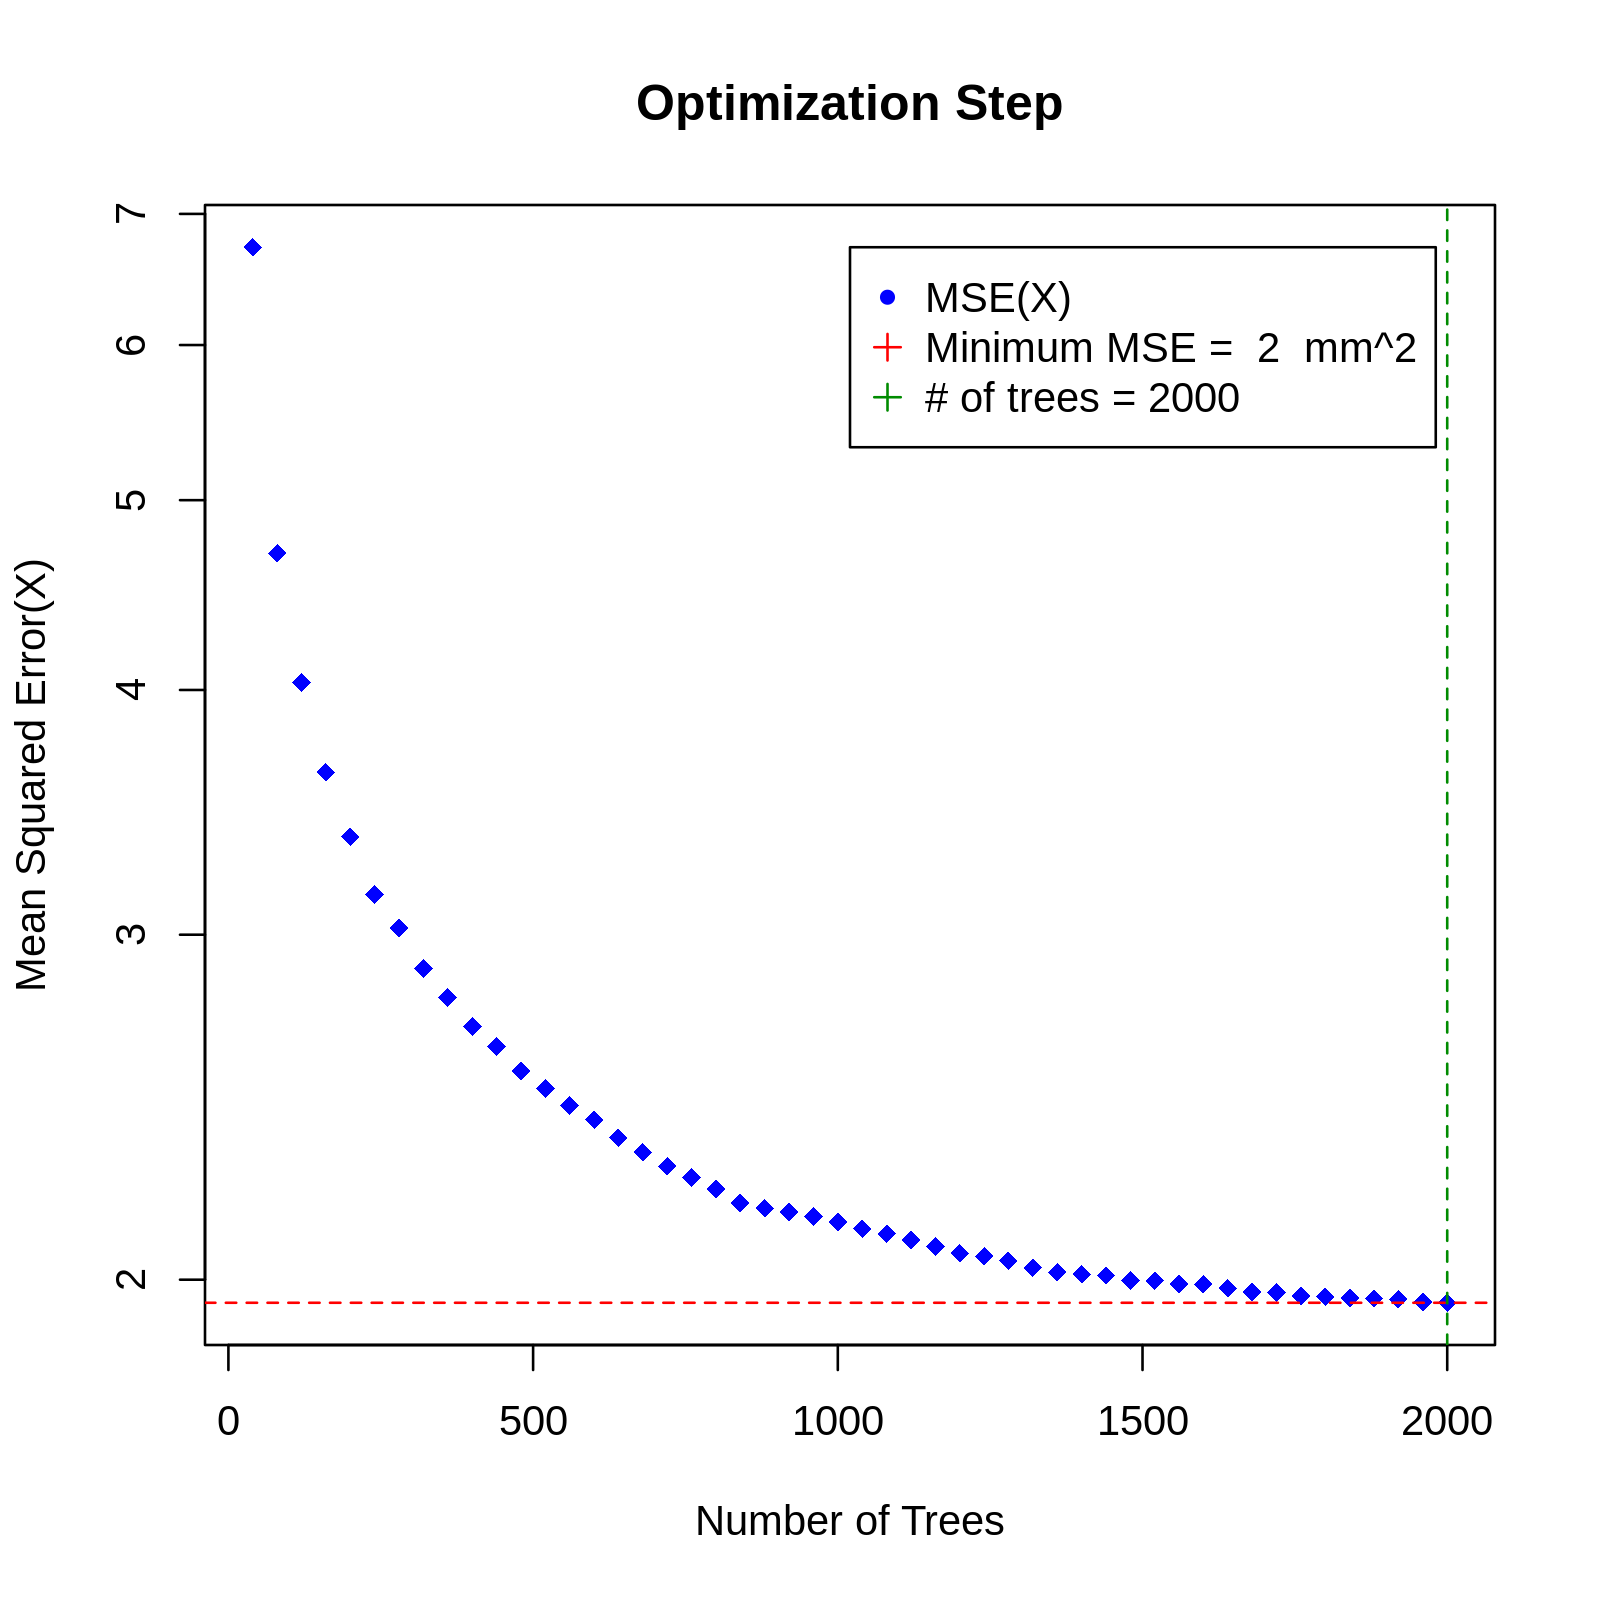 Optimization Step
MSE(X)
Minimum MSE =  2  mm^2
# of trees = 2000
Mean Squared Error(X)
7
6
5
4
3
2
0 500 1000 1500 2000
Number of Trees